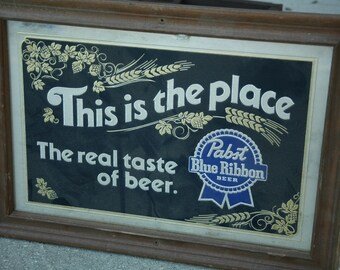 This is the place
The real taste
of beer.
Pabst
Blue Ribbon
BEER